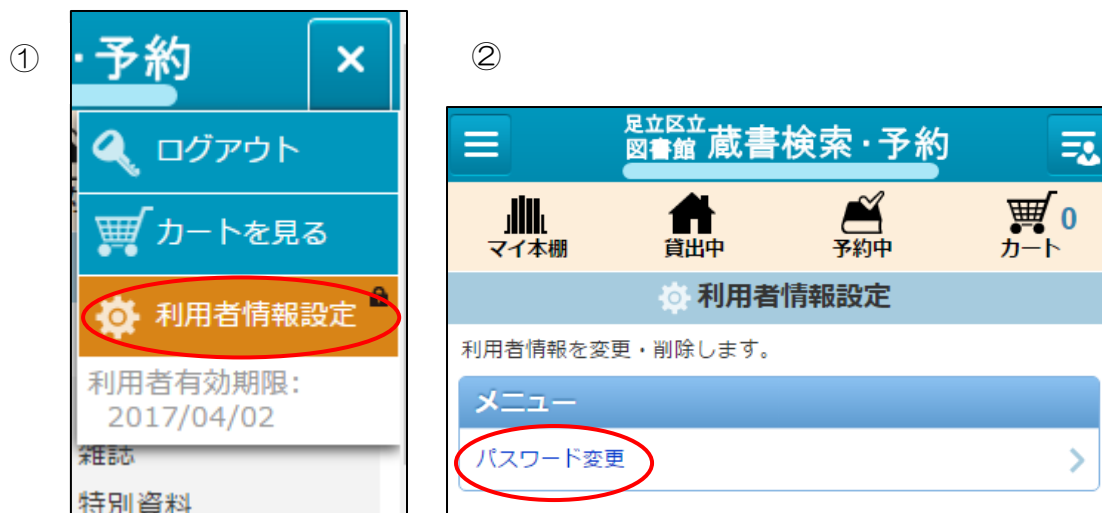 ①
・予約
ログアウト
カートを見る
利用者情報設定
利用者有効期限:
2017/04/02
雑誌
特別資料
②
足立区立
図書館 蔵書検索・予約
マイ本棚
貸出中
予約中
0
カート
利用者情報設定
利用者情報を変更・削除します。
メニュー
パスワード変更